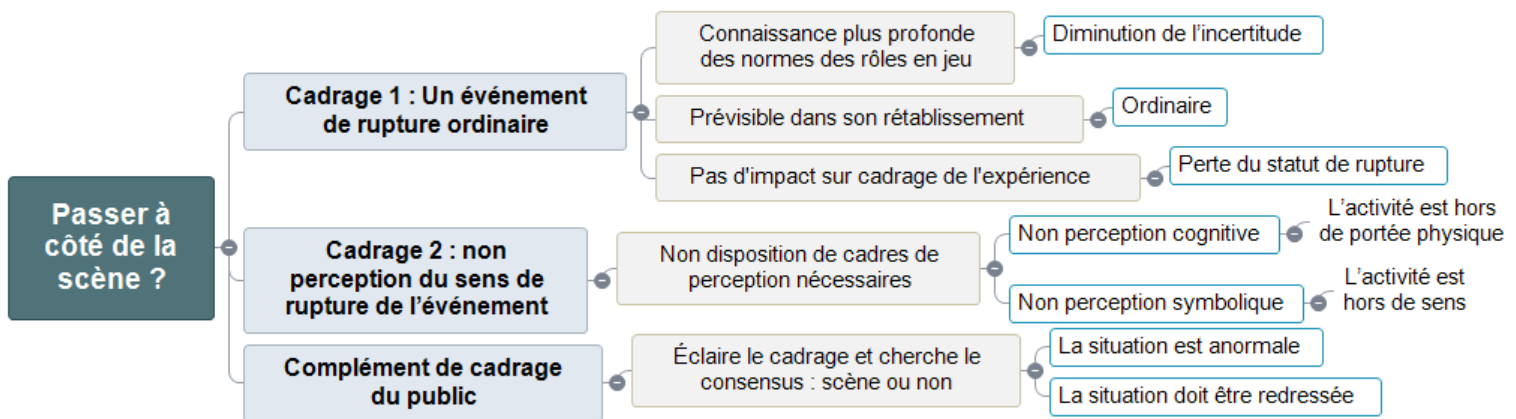 Passer à
côté de la
scène ?
Cadrage 1 : Un événement
de rupture ordinaire
Connaissance plus profonde
des normes des rôles en jeu
Diminution de l'incertitude
Prévisible dans son rétablissement
Ordinaire
Pas d'impact sur cadrage de l'expérience
Perte du statut de rupture
Cadrage 2 : non
perception du sens de
rupture de l'événement
Non disposition de cadres de
perception nécessaires
Non perception cognitive
L'activité est hors
de portée physique
Non perception symbolique
L'activité est
hors de sens
Complément de cadrage
du public
Éclaire le cadrage et cherche le
consensus : scène ou non
La situation est anormale
La situation doit être redressée